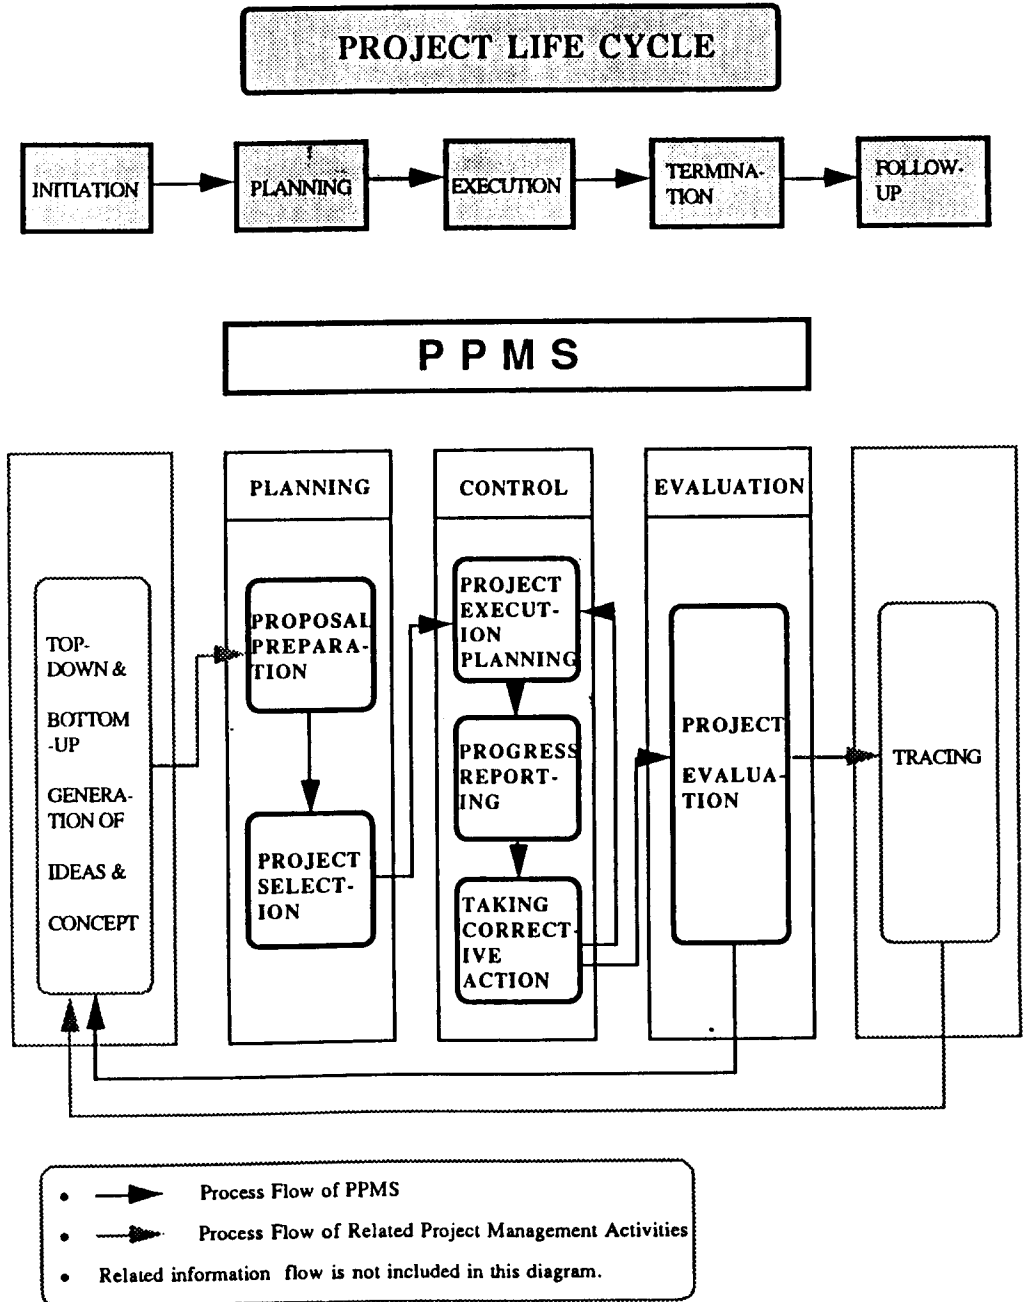 PROJECT LIFE CYCLE
INITIATION
PLANNING
EXECUTION
TERMINA-
TION
FOLLOW-
UP
PPMS
PLANNING
CONTROL
EVALUATION
TOP-
DOWN &
BOTTOM
-UP
GENERA-
TION OF
IDEAS &
CONCEPT
PROPOSAL
PREPARA-
TION
PROJECT
SELECT-
ION
PROJECT
EXECUT-
ION
PLANNING
PROGRESS
REPORT-
ING
TAKING
CORRECT-
IVE
ACTION
PROJECT
EVALUA-
TION
TRACING
• Process Flow of PPMS
• Process Flow of Related Project Management Activities
• Related information flow is not included in this diagram.